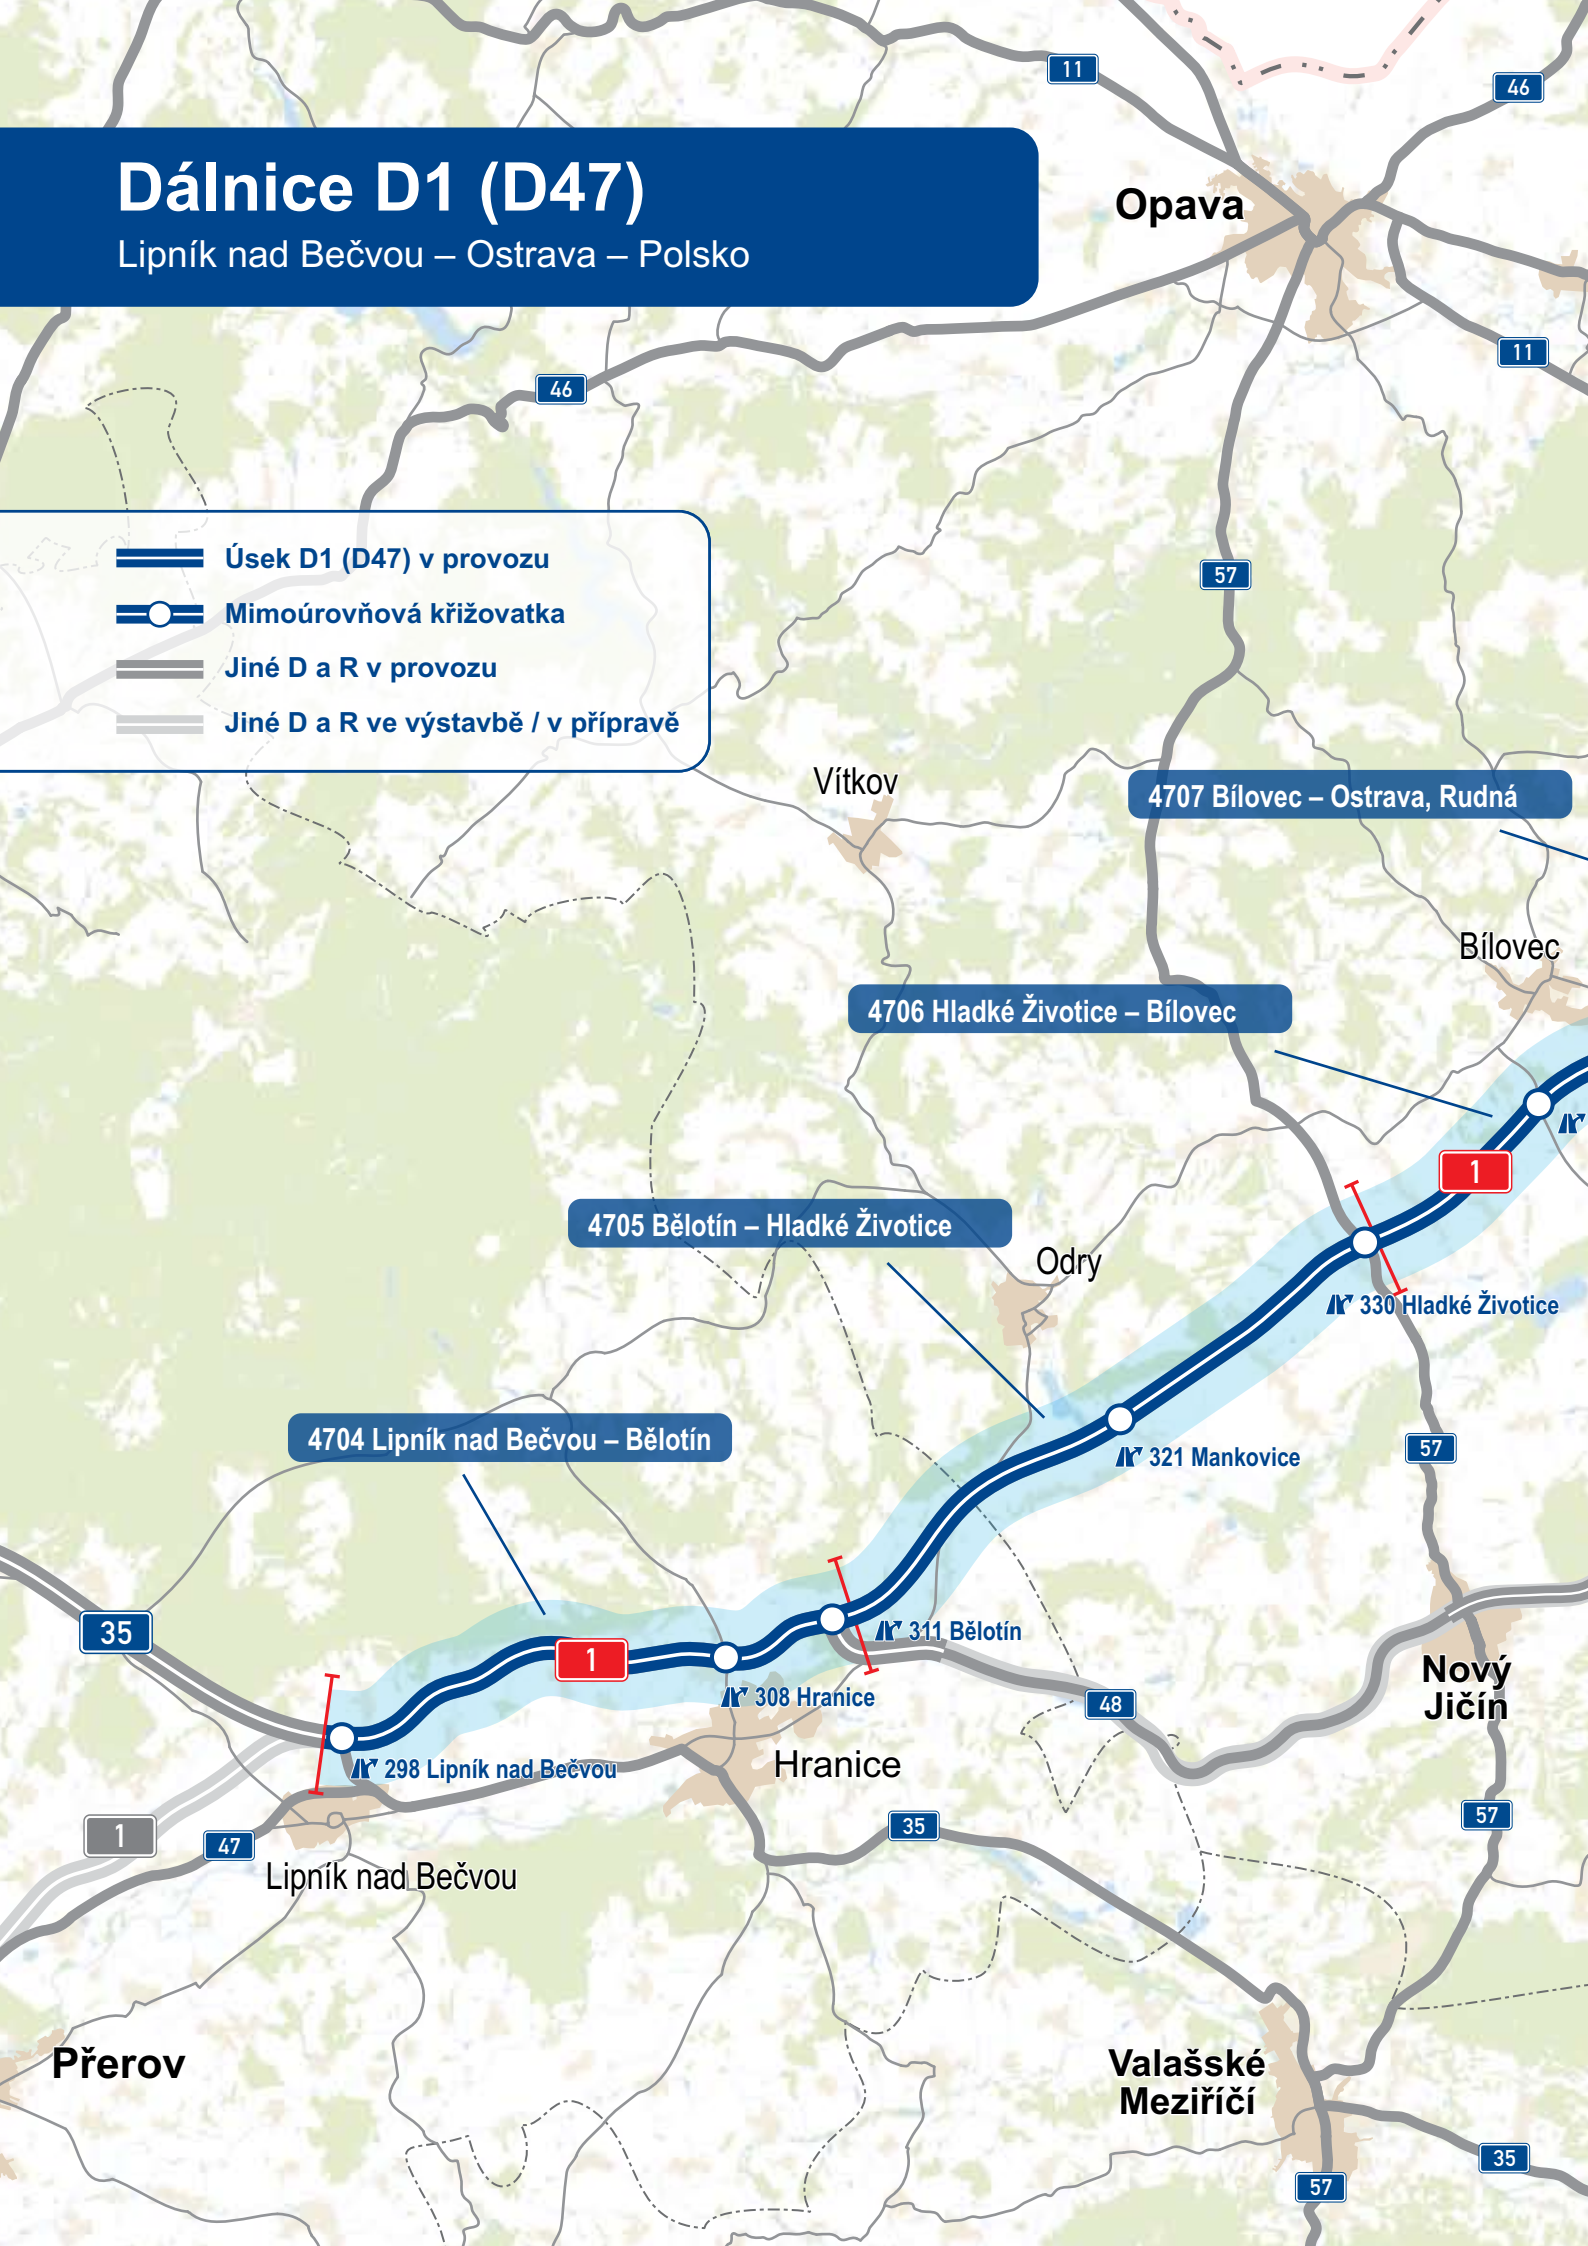 11
46
Dálnice D1 (D47)
Lipník nad Bečvou – Ostrava – Polsko
Opava
11
46
Úsek D1 (D47) v provozu
Mimoúrovňová křižovatka
Jiné D a R v provozu
Jiné D a R ve výstavbě / v přípravě
57
Vítkov
4707 Bílovec – Ostrava, Rudná
Bílovec
4706 Hladké Životice – Bílovec
1
4705 Bělotín – Hladké Životice
Odry
330 Hladké Životice
4704 Lipník nad Bečvou – Bělotín
321 Mankovice
57
35
1
311 Bělotín
308 Hranice
48
Nový
Jičín
298 Lipník nad Bečvou
Hranice
1
47
35
57
Lipník nad Bečvou
Přerov
Valašské
Meziříčí
35
57